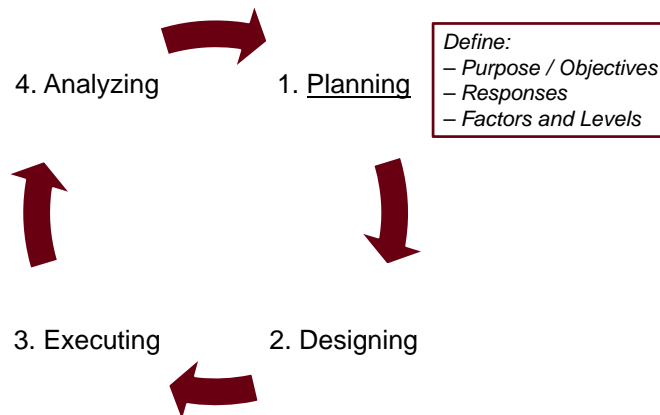 4. Analyzing
1. Planning
Define:
– Purpose / Objectives
– Responses
– Factors and Levels
3. Executing
2. Designing